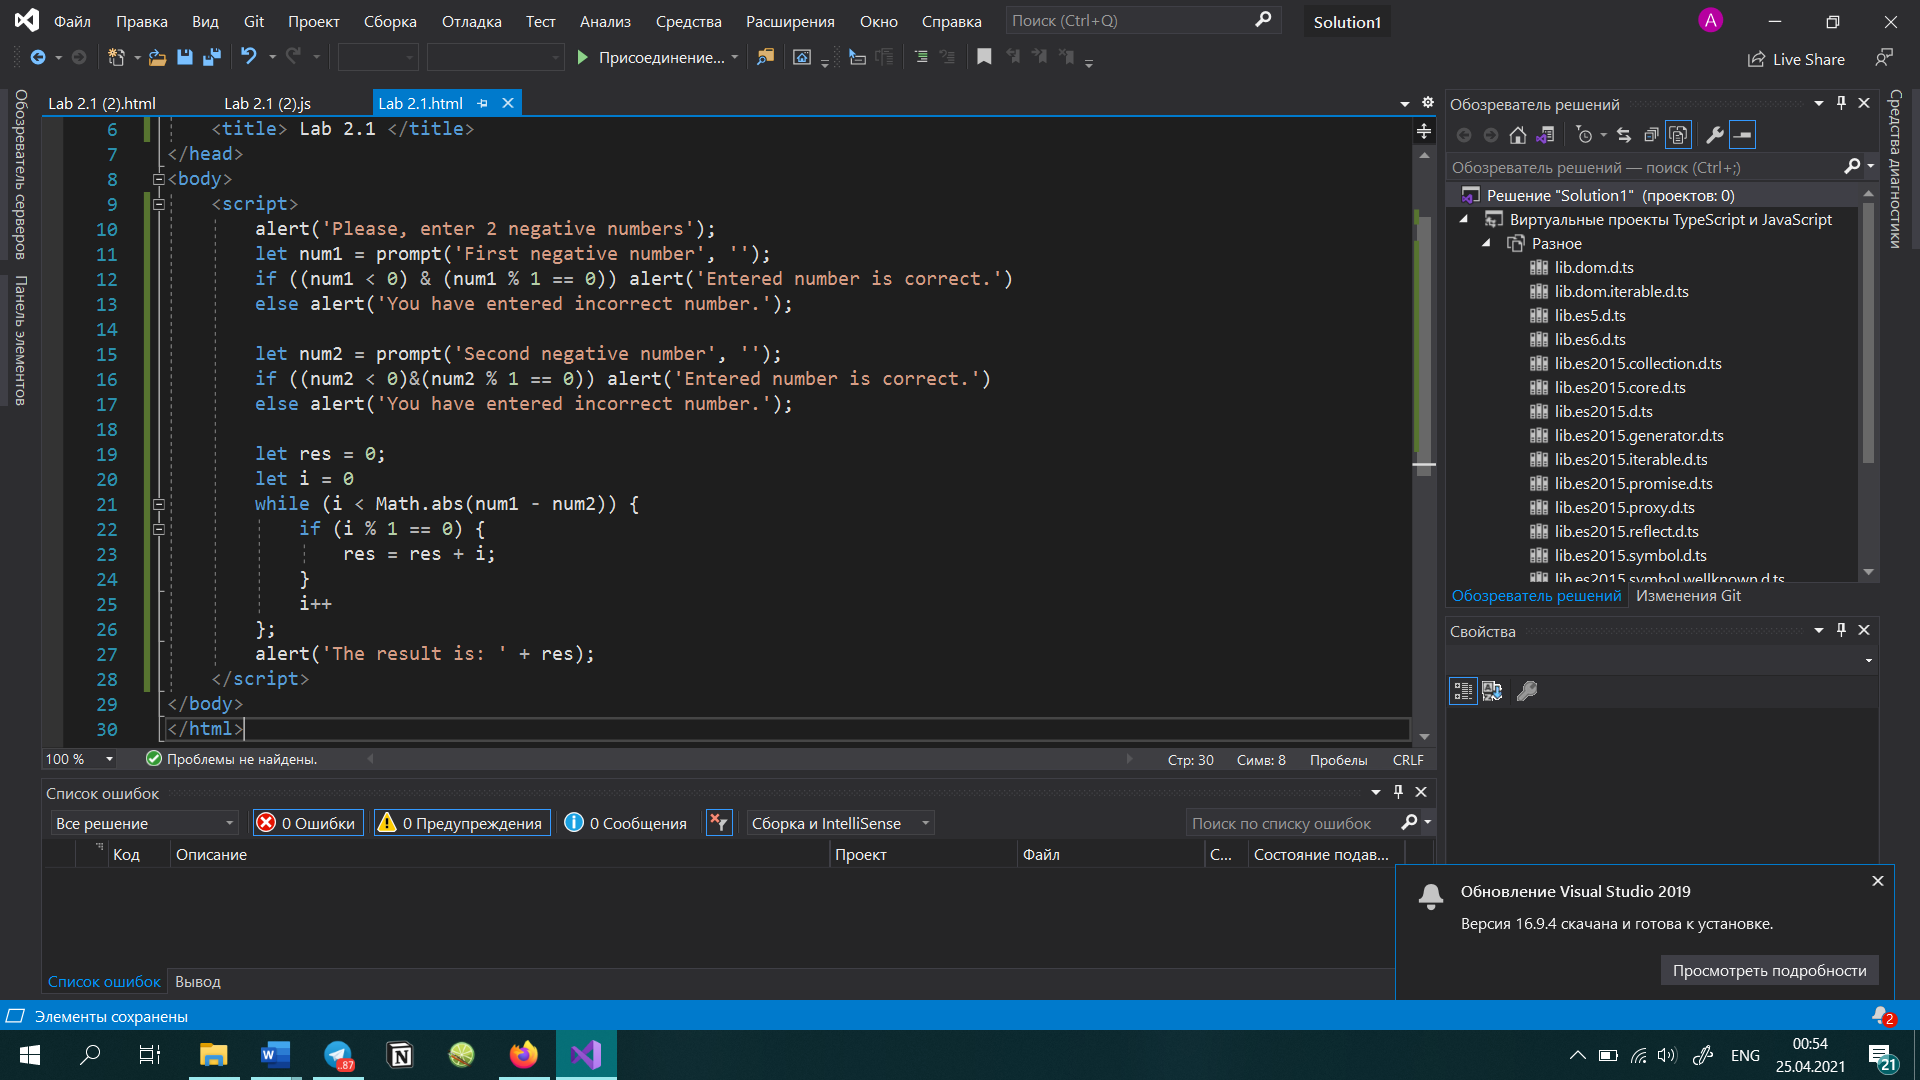 Файл Правка Вид Git Проект Сборка Отладка Тест Анализ Средства Расширения Окно Справка Поиск (Ctrl+Q) Solution1 A
Присоединение... Live Share
Обозреватель серверов
Панель элементов
Lab 2.1 (2).html Lab 2.1 (2).js Lab 2.1.html
6 <title> Lab 2.1 </title>
7 </head>
8 <body>
9 <script>
10 alert('Please, enter 2 negative numbers');
11 let num1 = prompt('First negative number', '');
12 if ((num1 < 0) & (num1 % 1 == 0)) alert('Entered number is correct.')
13 else alert('You have entered incorrect number.');
14
15 let num2 = prompt('Second negative number', '');
16 if ((num2 < 0)&(num2 % 1 == 0)) alert('Entered number is correct.')
17 else alert('You have entered incorrect number.');
18
19 let res = 0;
20 let i = 0
21 while (i < Math.abs(num1 - num2)) {
22 if (i % 1 == 0) {
23 res = res + i;
24 }
25 i++
26 };
27 alert('The result is: ' + res);
28 </script>
29 </body>
30 </html>
100 % Проблемы не найдены. Стр: 30 Симв: 8 Пробелы CRLF
Список ошибок
Все решение 0 Ошибки 0 Предупреждения 0 Сообщения Сборка и IntelliSense Поиск по списку ошибок
Код Описание Проект Файл С... Состояние подав...
Список ошибок Вывод
Обозреватель решений
Обозреватель решений — поиск (Ctrl+;)
Решение "Solution1" (проектов: 0)
Виртуальные проекты TypeScript и JavaScript
Разное
lib.dom.d.ts
lib.dom.iterable.d.ts
lib.es5.d.ts
lib.es6.d.ts
lib.es2015.collection.d.ts
lib.es2015.core.d.ts
lib.es2015.d.ts
lib.es2015.generator.d.ts
lib.es2015.iterable.d.ts
lib.es2015.promise.d.ts
lib.es2015.proxy.d.ts
lib.es2015.reflect.d.ts
lib.es2015.symbol.d.ts
lib.es2015.symbol.wellknown.d.ts
Обозреватель решений Изменения Git
Свойства
Средства диагностики
Обновление Visual Studio 2019
Версия 16.9.4 скачана и готова к установке.
Просмотреть подробности
Элементы сохранены 2
W 87 N ENG 00:54
25.04.2021 21